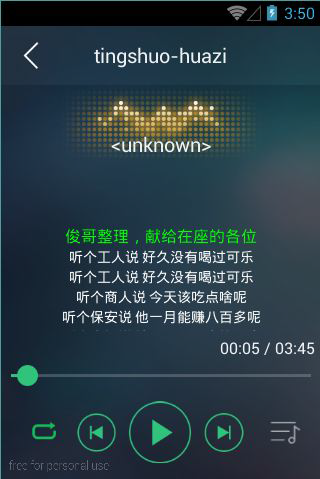 3:50
tingshuo-huazi
<unknown>
俊哥整理，献给在座的各位
听个工人说 好久没有喝过可乐
听个工人说 好久没有喝过可乐
听个商人说 今天该吃点啥呢
听个保安说 他一月能赚八百多呢
00:05 / 03:45
free for personal use